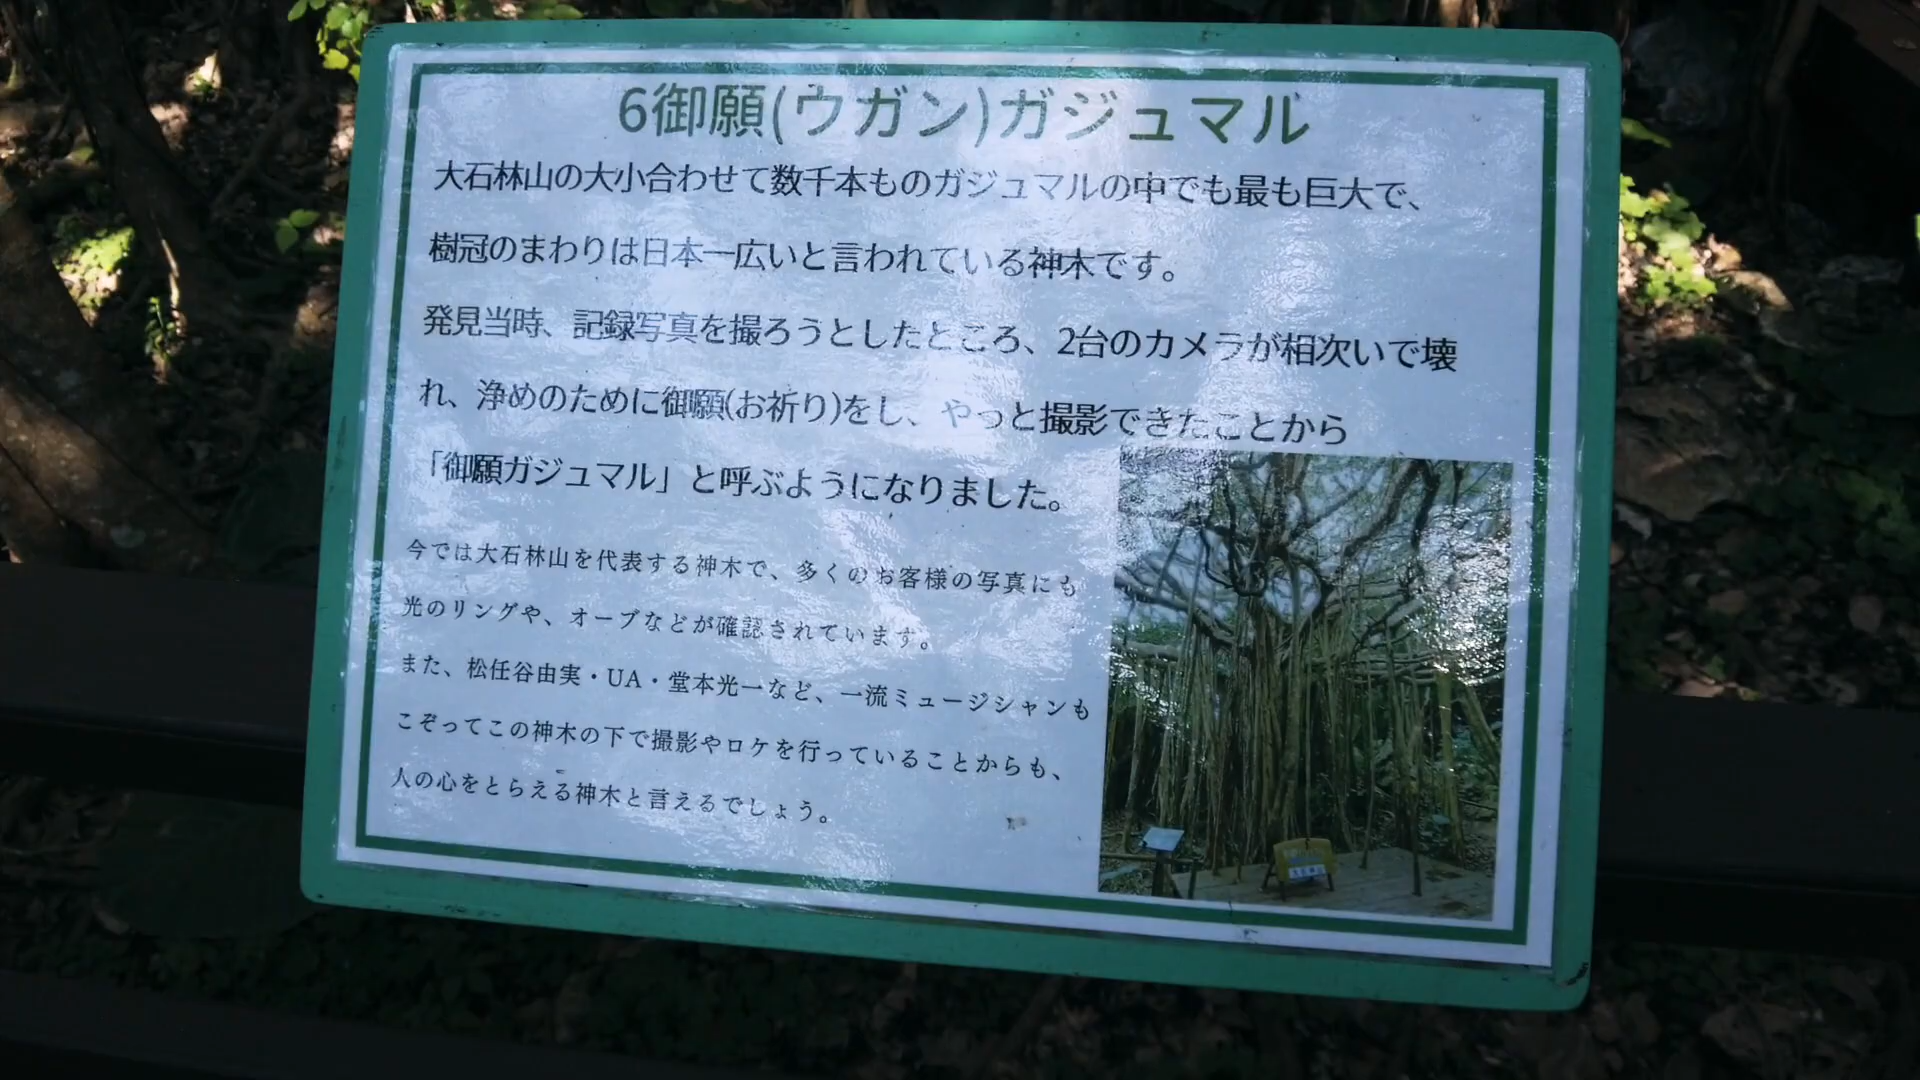 6御願(ウガン)ガジュマル
大石林山の大小合わせて数千本ものガジュマルの中でも最も巨大で、
樹冠のまわりは日本一広いと言われている神木です。
発見当時、記録写真を撮ろうとしたところ、2台のカメラが相次いで壊
れ、浄めのために御願(お祈り)をし、やっと撮影できたことから
「御願ガジュマル」と呼ぶようになりました。
今では大石林山を代表する神木で、多くのお客様の写真にも
光のリングや、オーブなどが確認されています。
また、松任谷由実・UA・堂本光一など、一流ミュージシャンも
こぞってこの神木の下で撮影やロケを行っていることからも、
人の心をとらえる神木と言えるでしょう。